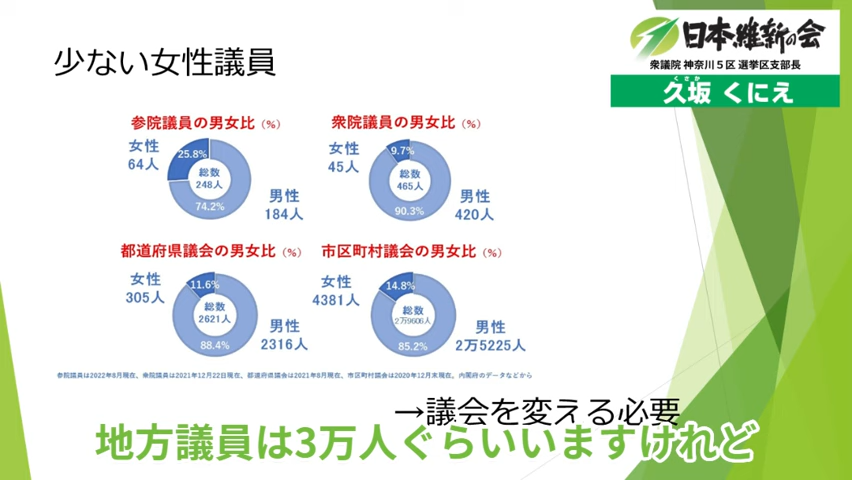 少ない女性議員
日本維新の会
衆議院 神奈川5区 選挙区支部長
くさか
久坂 くにえ
参院議員の男女比（%）
女性
64人
25.8%
総数
248人
74.2%
男性
184人
衆院議員の男女比（%）
女性
45人
9.7%
総数
465人
90.3%
男性
420人
都道府県議会の男女比（%）
女性
305人
11.6%
総数
2621人
88.4%
男性
2316人
市区町村議会の男女比（%）
女性
4381人
14.8%
総数
2万9606人
85.2%
男性
2万5225人
参院議員は2022年8月現在、衆院議員は2021年12月22日現在、都道府県議会は2021年8月現在、市区町村議会は2020年12月末現在、内閣府のデータなどから
→議会を変える必要
地方議員は3万人ぐらいいますけれど